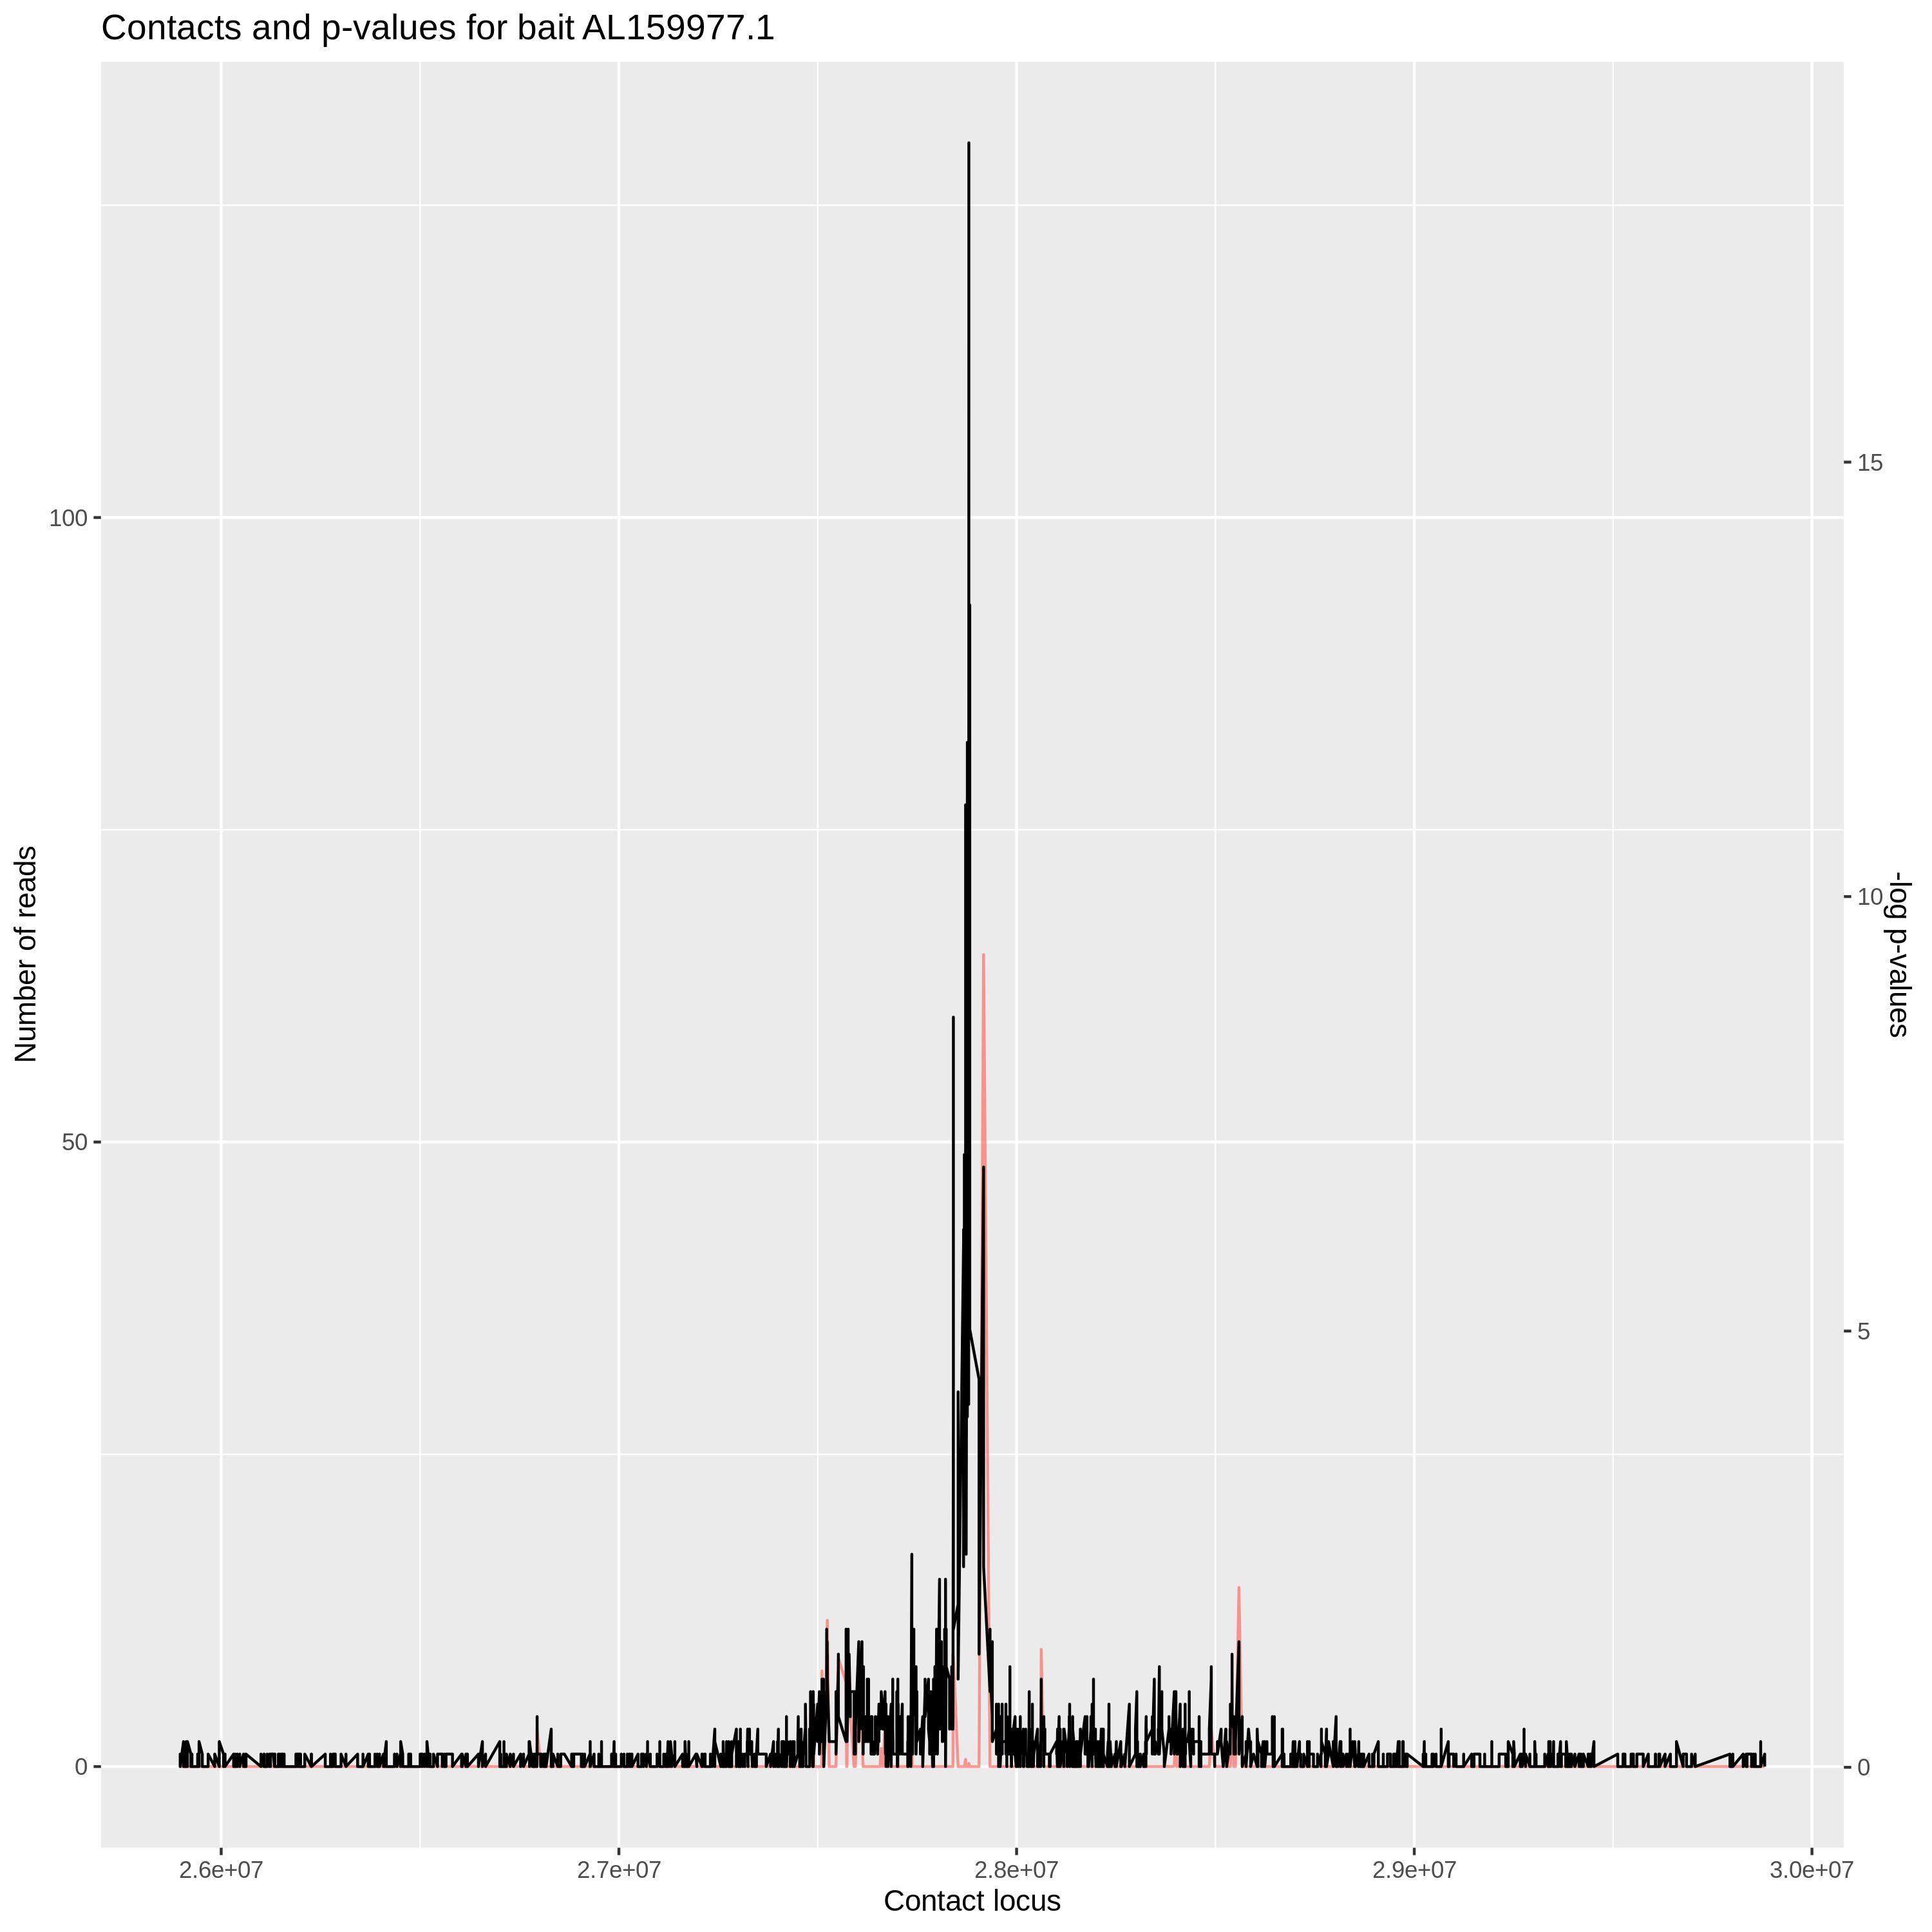 Contacts and p-values for bait AL159977.1
Number of reads
100
50
0
15
10
5
0
-log p-values
2.6e+07 2.7e+07 2.8e+07 2.9e+07 3.0e+07
Contact locus